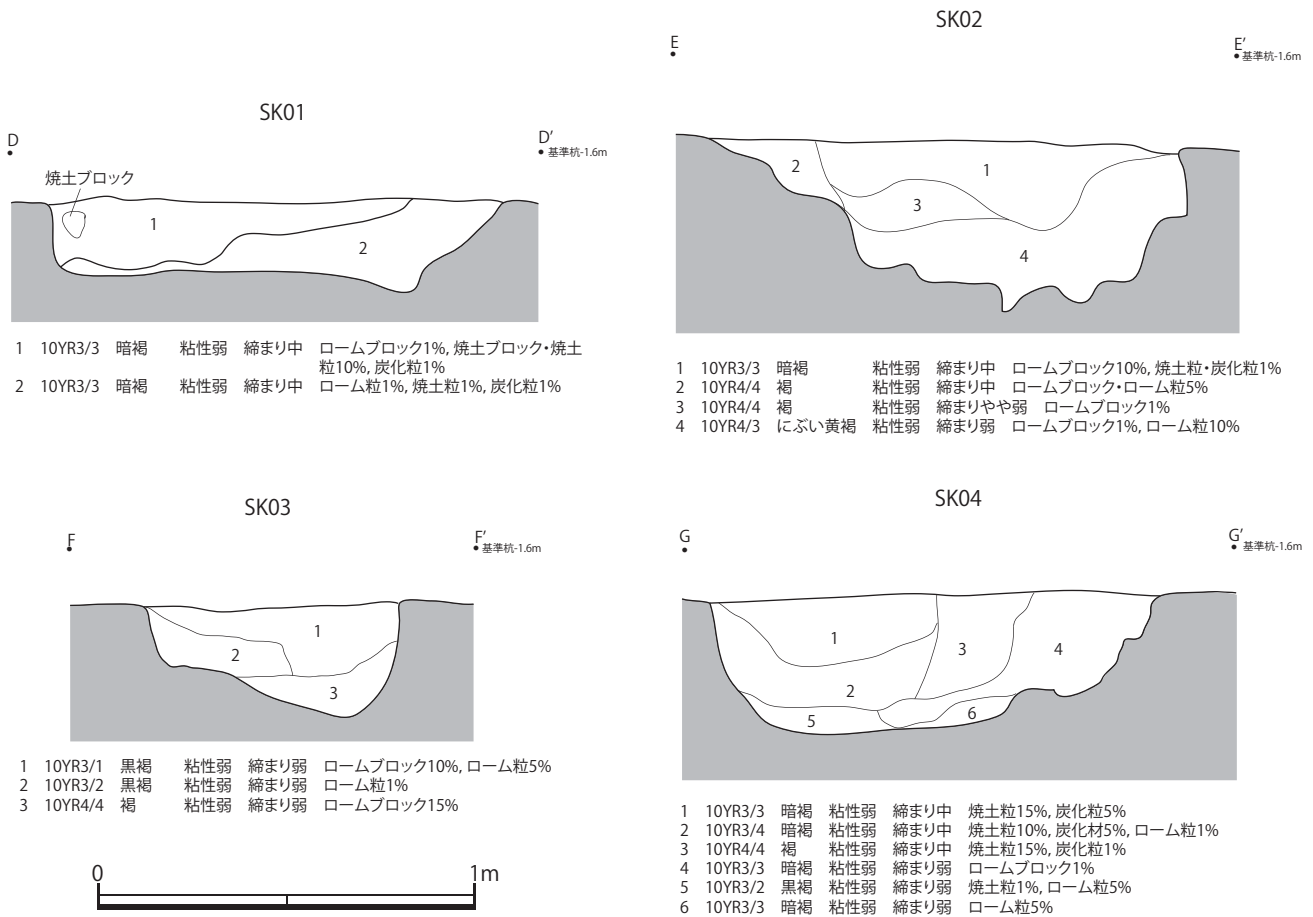 SK01
D
D′
基準杭-1.6m
焼土ブロック
1
2
1 10YR3/3 暗褐 粘性弱 締まり中 ロームブロック1%, 焼土ブロック・焼土
粒10%, 炭化粒1%
2 10YR3/3 暗褐 粘性弱 締まり中 ローム粒1%, 焼土粒1%, 炭化粒1%
SK02
E
E′
基準杭-1.6m
2
1
3
4
1 10YR3/3 暗褐 粘性弱 締まり中 ロームブロック10%, 焼土粒・炭化粒1%
2 10YR4/4 褐 粘性弱 締まり中 ロームブロック・ローム粒5%
3 10YR4/4 褐 粘性弱 締まりやや弱 ロームブロック1%
4 10YR4/3 にぶい黄褐 粘性弱 締まり弱 ロームブロック1%, ローム粒10%
SK03
F
F′
基準杭-1.6m
1
2
3
1 10YR3/1 黒褐 粘性弱 締まり弱 ロームブロック10%, ローム粒5%
2 10YR3/2 黒褐 粘性弱 締まり弱 ローム粒1%
3 10YR4/4 褐 粘性弱 締まり弱 ロームブロック15%
0 1m
SK04
G
G′
基準杭-1.6m
1
3
4
2
5
6
1 10YR3/3 暗褐 粘性弱 締まり中 焼土粒15%, 炭化粒5%
2 10YR3/4 暗褐 粘性弱 締まり中 焼土粒10%, 炭化材5%, ローム粒1%
3 10YR4/4 褐 粘性弱 締まり中 焼土粒15%, 炭化粒1%
4 10YR3/3 暗褐 粘性弱 締まり弱 ロームブロック1%
5 10YR3/2 黒褐 粘性弱 締まり弱 焼土粒1%, ローム粒5%
6 10YR3/3 暗褐 粘性弱 締まり弱 ローム粒5%